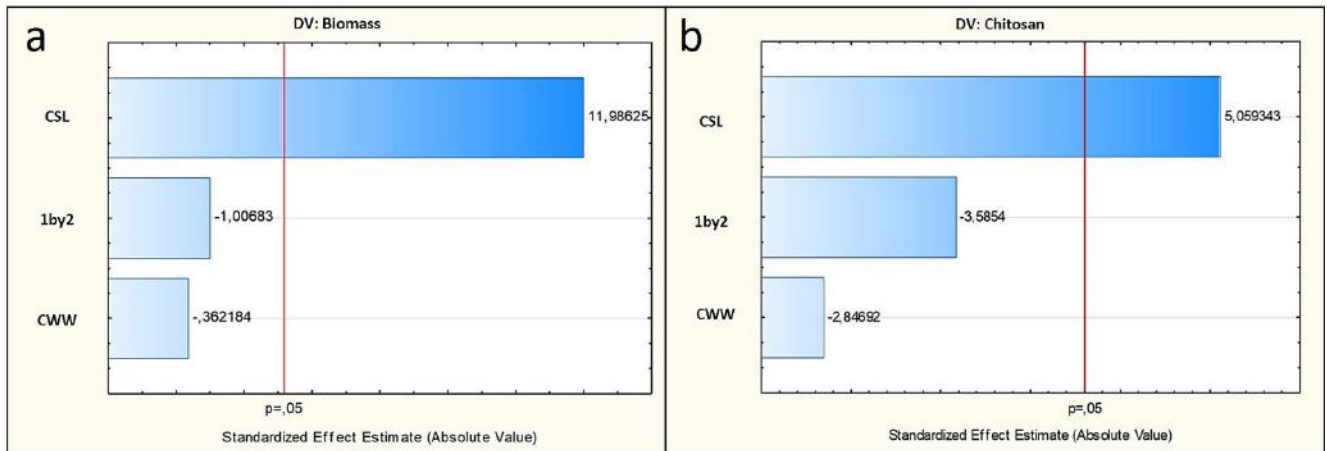 a
DV: Biomass
CSL
11,98625
1by2
-1,00683
CWW
-,362184
p=,05
Standardized Effect Estimate (Absolute Value)
b
DV: Chitosan
CSL
5,059343
1by2
-3,5854
CWW
-2,84692
p=,05
Standardized Effect Estimate (Absolute Value)